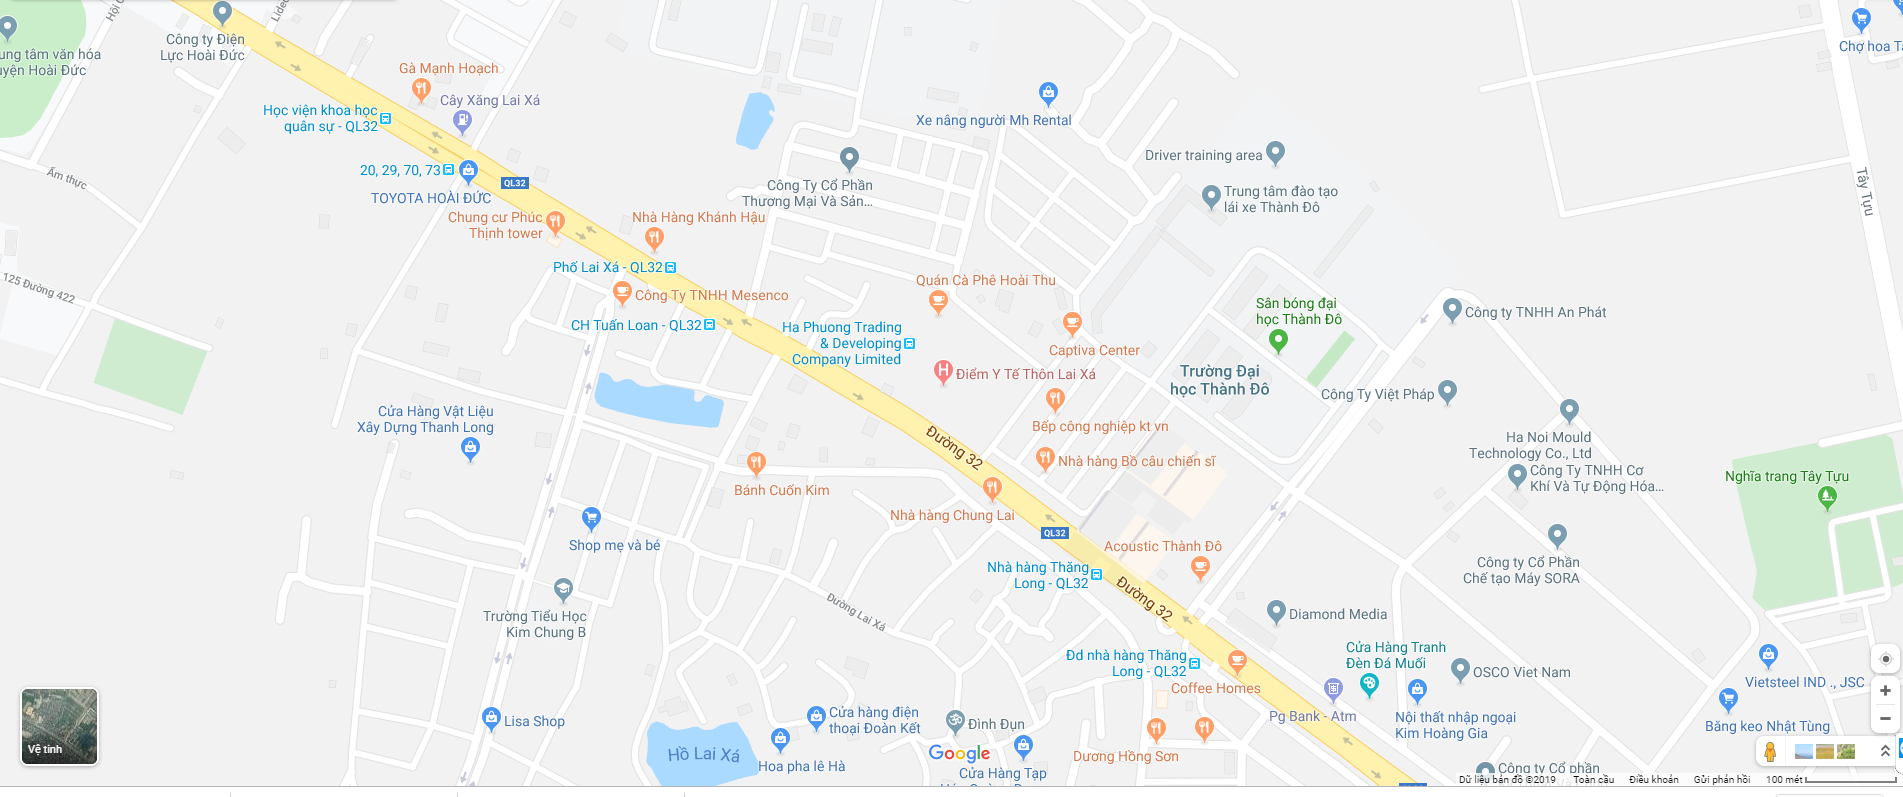 Hội C
Lideco
Công ty Điện
Lực Hoài Đức
ung tâm văn hóa
uyện Hoài Đức
Chợ hoa Tâ
Gà Mạnh Hoạch
Cây Xăng Lai Xá
Học viện khoa học
quân sự - QL32
Xe nâng người Mh Rental
20, 29, 70, 73
TOYOTA HOÀI ĐỨC
QL32
Ẩm thực
Driver training area
Trung tâm đào tạo
lái xe Thành Đô
Tây Tựu
Công Ty Cổ Phần
Thương Mại Và Sản...
Chung cư Phúc
Thịnh tower
Nhà Hàng Khánh Hậu
Phố Lai Xá - QL32
Công Ty TNHH Mesenco
Quán Cà Phê Hoài Thu
125 Đường 422
CH Tuấn Loan - QL32
Ha Phuong Trading
& Developing
Company Limited
Sân bóng đại
học Thành Đô
Công ty TNHH An Phát
Captiva Center
Điểm Y Tế Thôn Lai Xá
Trường Đại
học Thành Đô
Công Ty Việt Pháp
Cửa Hàng Vật Liệu
Xây Dựng Thanh Long
Bếp công nghiệp kt vn
Đường 32
Ha Noi Mould
Technology Co., Ltd
Nhà hàng Bồ câu chiến sĩ
Công Ty TNHH Cơ
Khí Và Tự Động Hóa...
Nghĩa trang Tây Tựu
Bánh Cuốn Kim
Nhà hàng Chung Lai
QL32
Shop mẹ và bé
Acoustic Thành Đô
Nhà hàng Thăng
Long - QL32
Công ty Cổ Phần
Chế tạo Máy SORA
Đường 32
Đường Lai Xá
Trường Tiểu Học
Kim Chung B
Diamond Media
Đd nhà hàng Thăng
Long - QL32
Cửa Hàng Tranh
Đèn Đá Muối
OSCO Viet Nam
Coffee Homes
Vietsteel IND ., JSC
Pg Bank - Atm
Nội thất nhập ngoại
Kim Hoàng Gia
Băng keo Nhật Tùng
Lisa Shop
Cửa hàng điện
thoại Đoàn Kết
Đình Đụn
Vệ tinh
Hồ Lai Xá
Hoa pha lê Hà
Google
Dương Hồng Sơn
Cửa Hàng Tạp
Công ty Cổ phần
Dữ liệu bản đồ ©2019
Toàn cầu
Điều khoản
Gửi phản hồi
100 mét